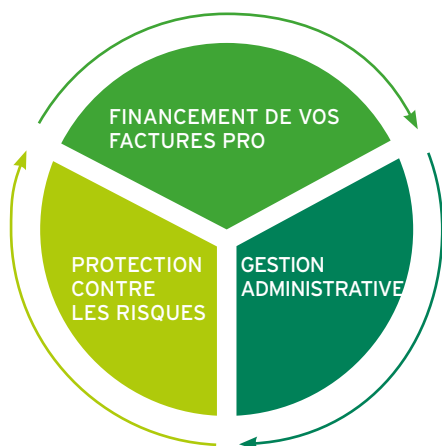 FINANCEMENT DE VOS
FACTURES PRO
PROTECTION
CONTRE
LES RISQUES
GESTION
ADMINISTRATIVE